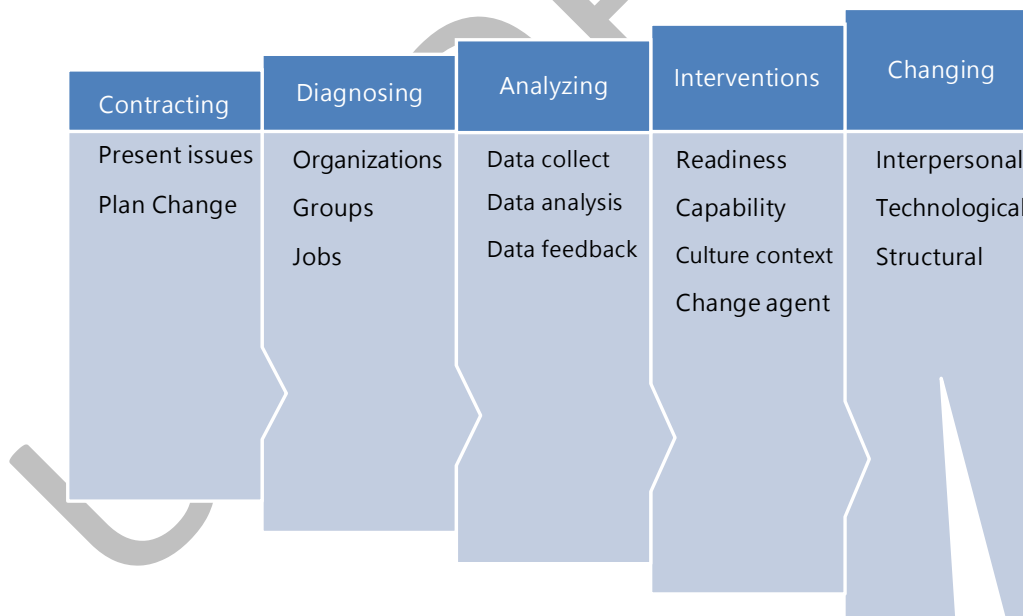 Contracting
Present issues
Plan Change
Diagnosing
Organizations
Groups
Jobs
Analyzing
Data collect
Data analysis
Data feedback
Interventions
Readiness
Capability
Culture context
Change agent
Changing
Interpersonal
Technological
Structural